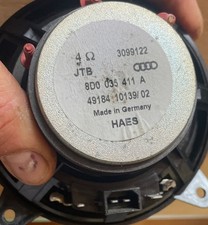 4 Ω 3099122
JTB
8D0 035 411 A
49184 10139/02
Made in Germany
HAES